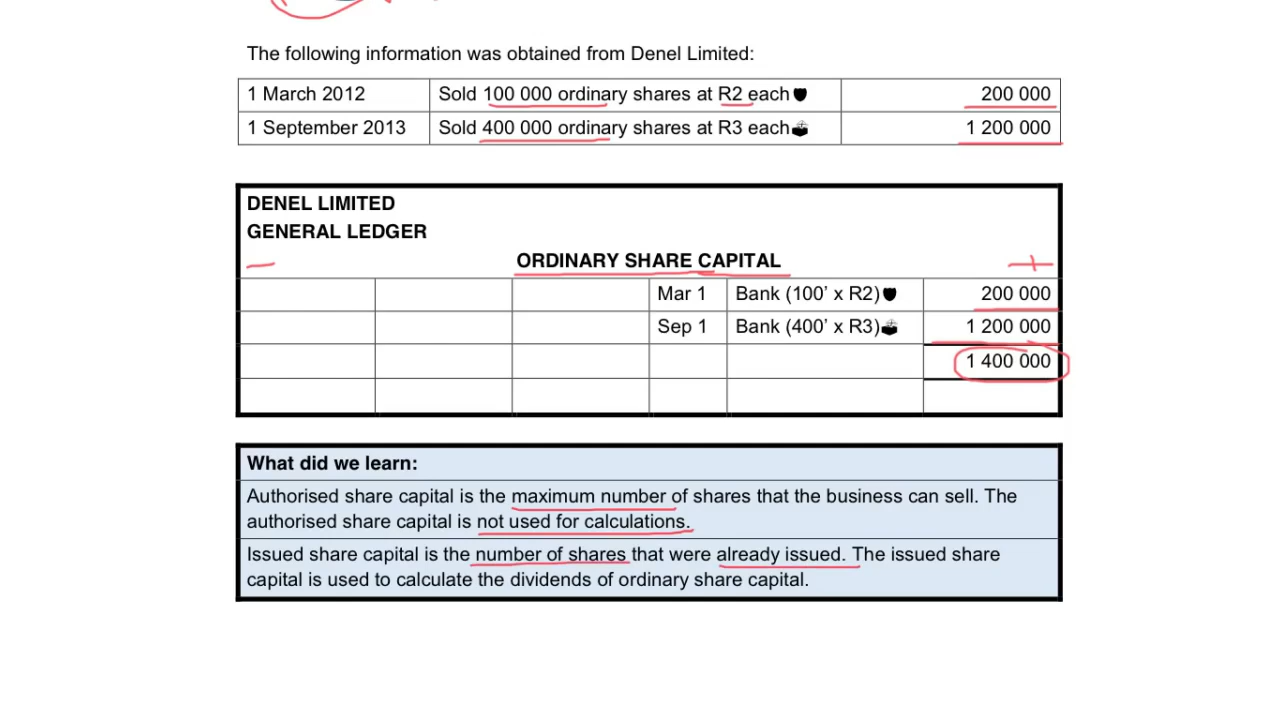 The following information was obtained from Denel Limited:
1 March 2012 Sold 100 000 ordinary shares at R2 each 200 000
1 September 2013 Sold 400 000 ordinary shares at R3 each 1 200 000
DENEL LIMITED
GENERAL LEDGER
ORDINARY SHARE CAPITAL
Mar 1 Bank (100’ x R2) 200 000
Sep 1 Bank (400’ x R3) 1 200 000
1 400 000
What did we learn:
Authorised share capital is the maximum number of shares that the business can sell. The
authorised share capital is not used for calculations.
Issued share capital is the number of shares that were already issued. The issued share
capital is used to calculate the dividends of ordinary share capital.